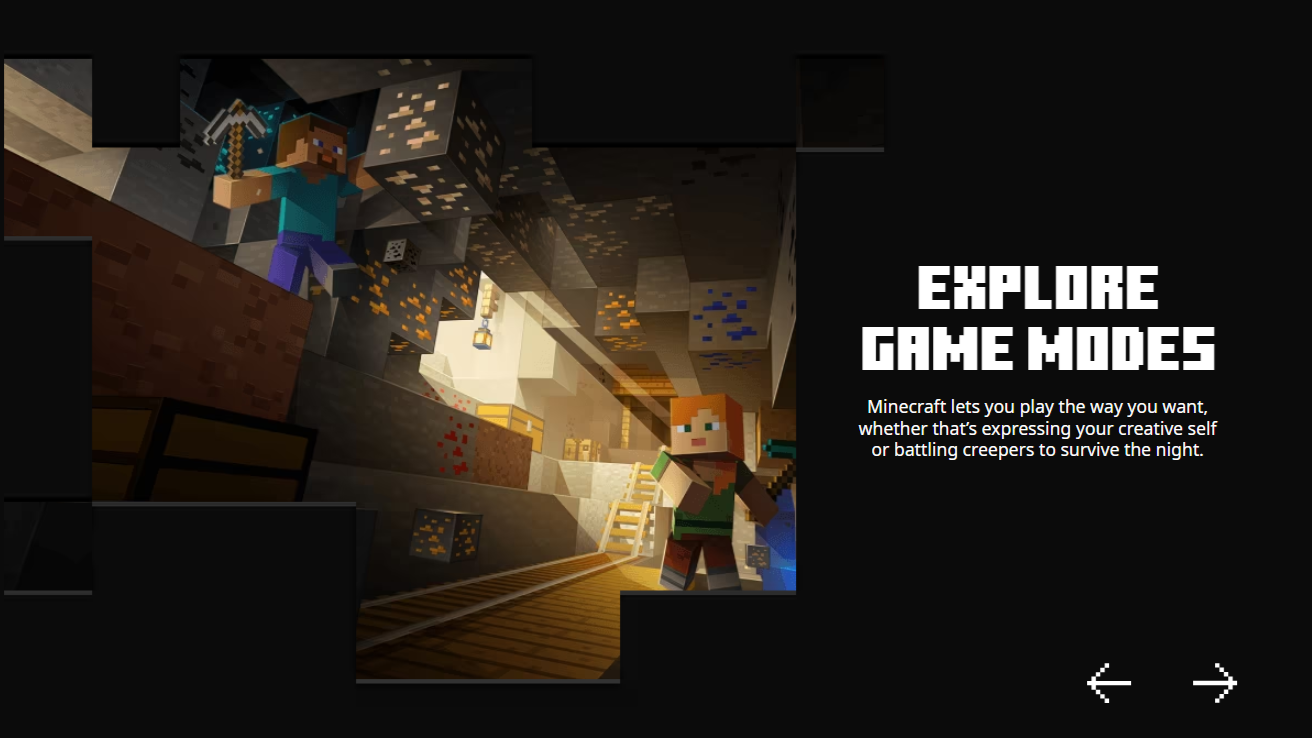 EXPLORE
GAME MODES
Minecraft lets you play the way you want,
whether that’s expressing your creative self
or battling creepers to survive the night.